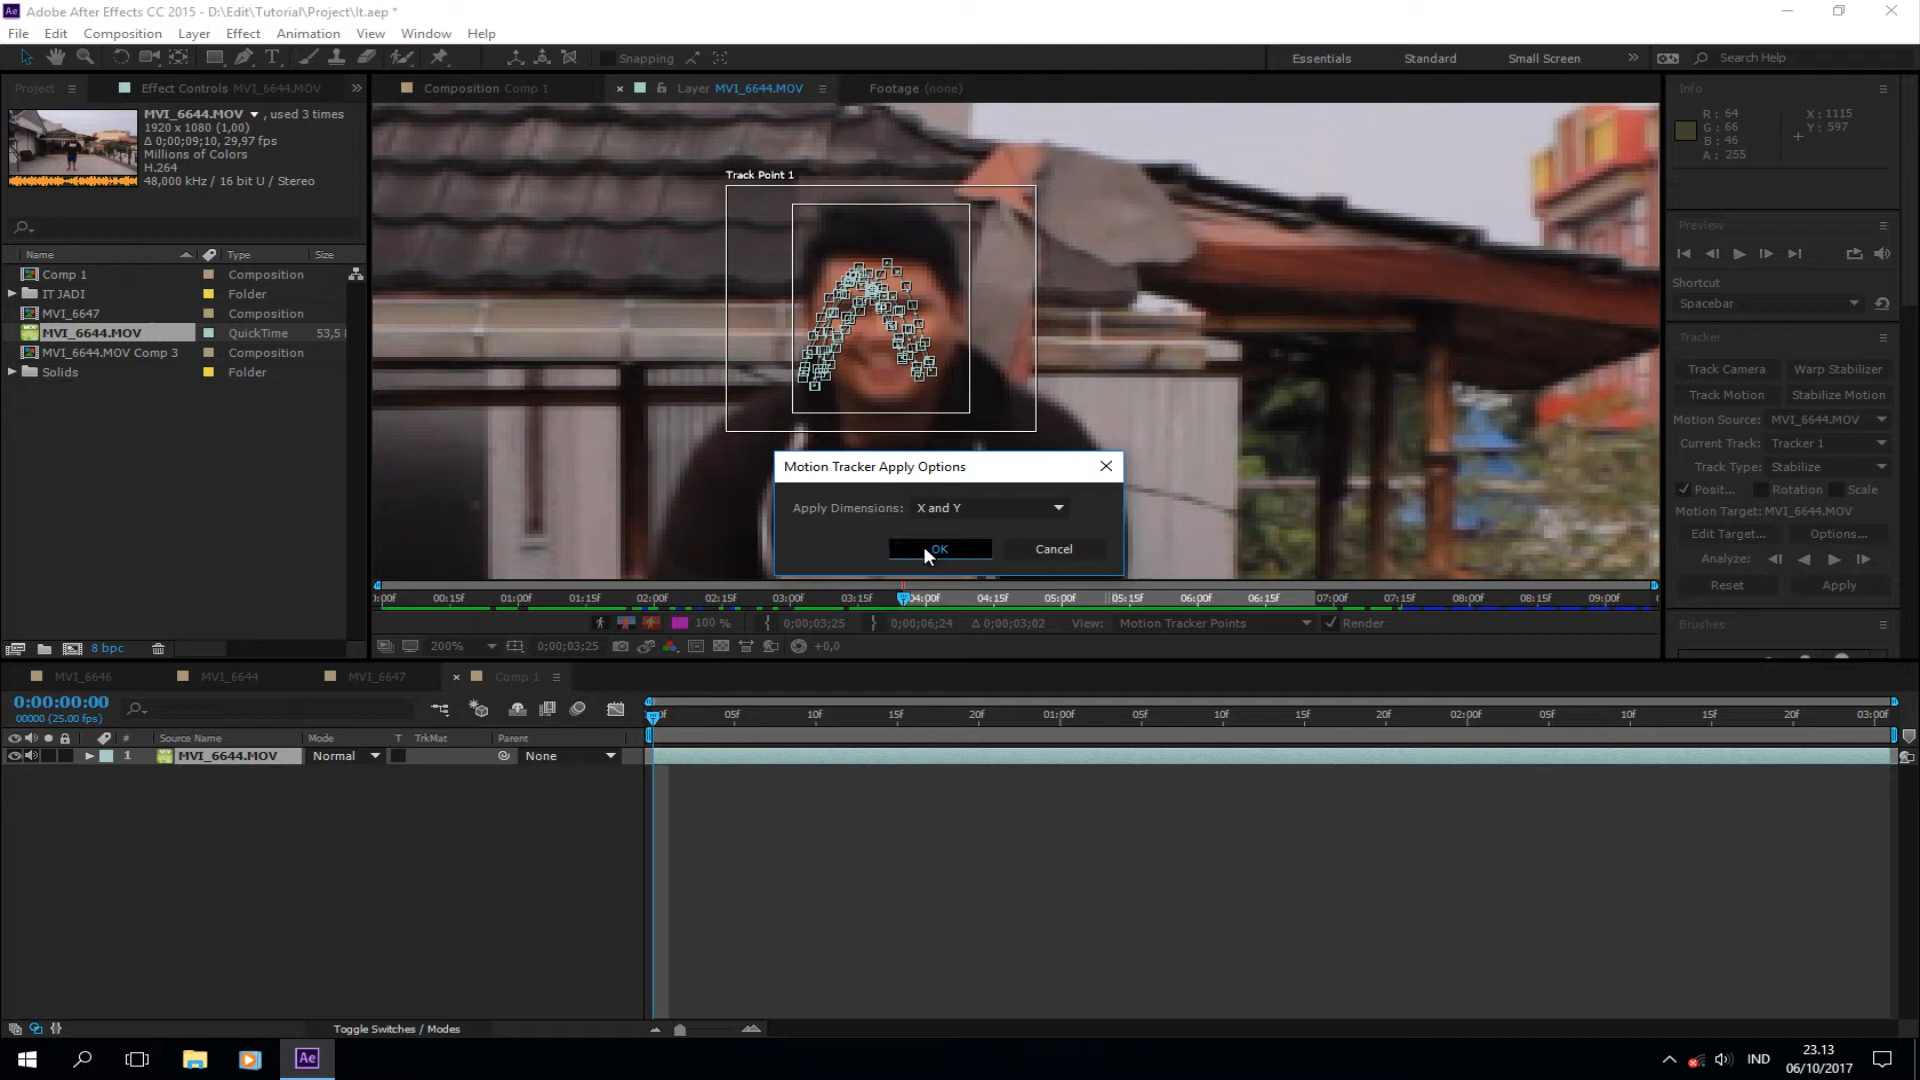 Adobe After Effects CC 2015 - D:\Edit\Tutorial\Project\lt.aep *
File Edit Composition Layer Effect Animation View Window Help
Snapping
Essentials Standard Small Screen Search Help
Project Effect Controls MVI_6644.MOV
Composition Comp 1 Layer MVI_6644.MOV Footage (none)
MVI_6644.MOV , used 3 times
1920 x 1080 (1,00)
Δ 0;00;09;10, 29,97 fps
Millions of Colors
H.264
48,000 kHz / 16 bit U / Stereo
Name Type Size
Comp 1 Composition
IT JADI Folder
MVI_6647 Composition
MVI_6644.MOV QuickTime 53,5
MVI_6644.MOV Comp 3 Composition
Solids Folder
8 bpc
Track Point 1
Motion Tracker Apply Options
Apply Dimensions: X and Y
OK Cancel
:00f 00:15f 01:00f 01:15f 02:00f 02:15f 03:00f 03:15f 04:00f 04:15f 05:00f 05:15f 06:00f 06:15f 07:00f 07:15f 08:00f 08:15f 09:00f
100 % 0;00;03;25 0;00;06;24 Δ 0;00;03;02 View: Motion Tracker Points Render
200% 0;00;03;25 +0,0
Info
R : 64 X : 1115
G : 66 Y : 597
B : 46
A : 255
Preview
Shortcut
Spacebar
Tracker
Track Camera Warp Stabilizer
Track Motion Stabilize Motion
Motion Source: MVI_6644.MOV
Current Track: Tracker 1
Track Type: Stabilize
Posit... Rotation Scale
Motion Target: MVI_6644.MOV
Edit Target... Options...
Analyze:
Reset Apply
Brushes
MVI_6646 MVI_6644 MVI_6647 Comp 1
0:00:00:00
00000 (25.00 fps)
05f 10f 15f 20f 01:00f 05f 10f 15f 20f 02:00f 05f 10f 15f 20f 03:00f
# Source Name Mode T TrkMat Parent
1 MVI_6644.MOV Normal None
Toggle Switches / Modes
Ae
IND
23.13
06/10/2017